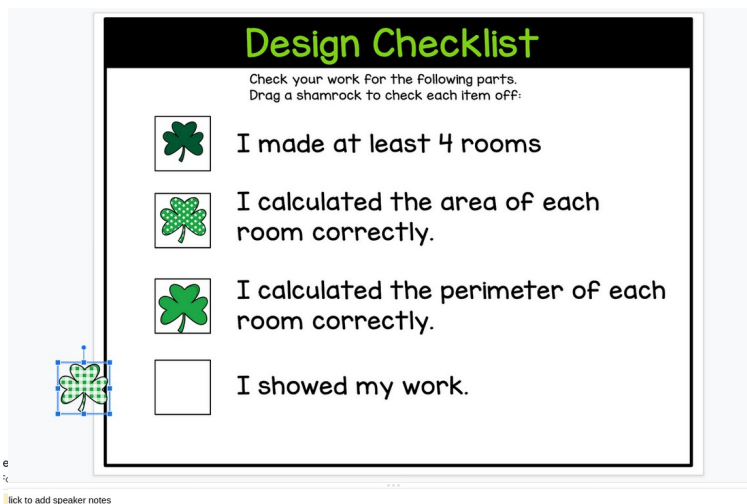 Design Checklist
Check your work for the following parts.
Drag a shamrock to check each item off:
I made at least 4 rooms
I calculated the area of each
room correctly.
I calculated the perimeter of each
room correctly.
I showed my work.
lick to add speaker notes